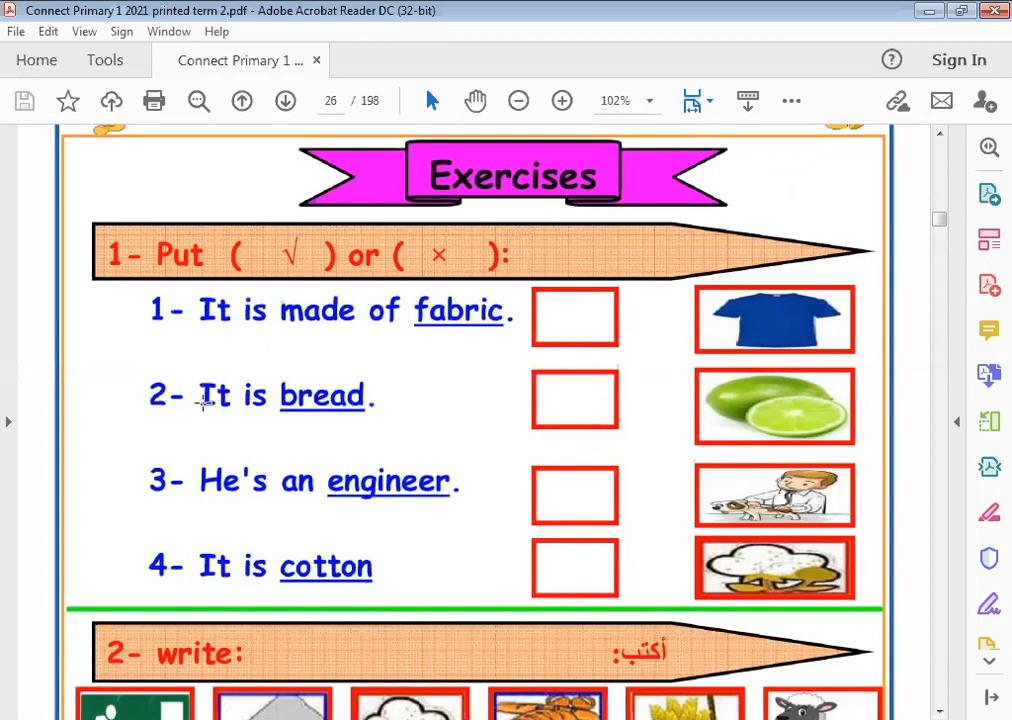 Connect Primary 1 2021 printed term 2.pdf - Adobe Acrobat Reader DC (32-bit)
File Edit View Sign Window Help
Home Tools Connect Primary 1 ... × Sign In
26 / 198 102%
Exercises
1- Put ( √ ) or ( × ):
1- It is made of fabric.
2- It is bread.
3- He's an engineer.
4- It is cotton
2- write: أكتب: